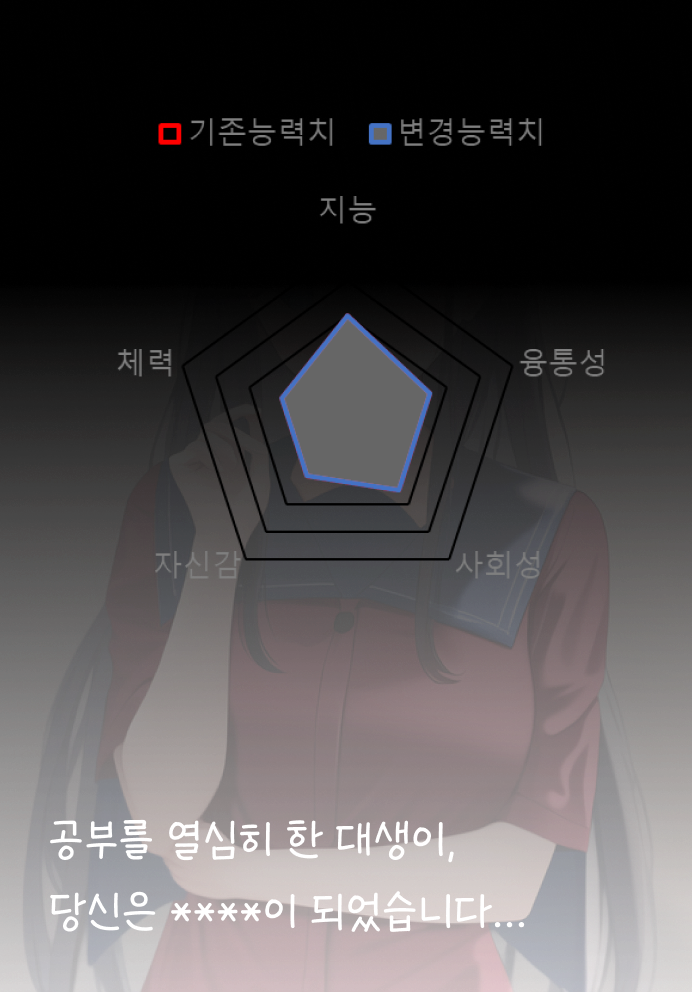 기존능력치 변경능력치
지능
체력 융통성
자신감 사회성
공부를 열심히 한 대생이,
당신은 ****이 되었습니다...